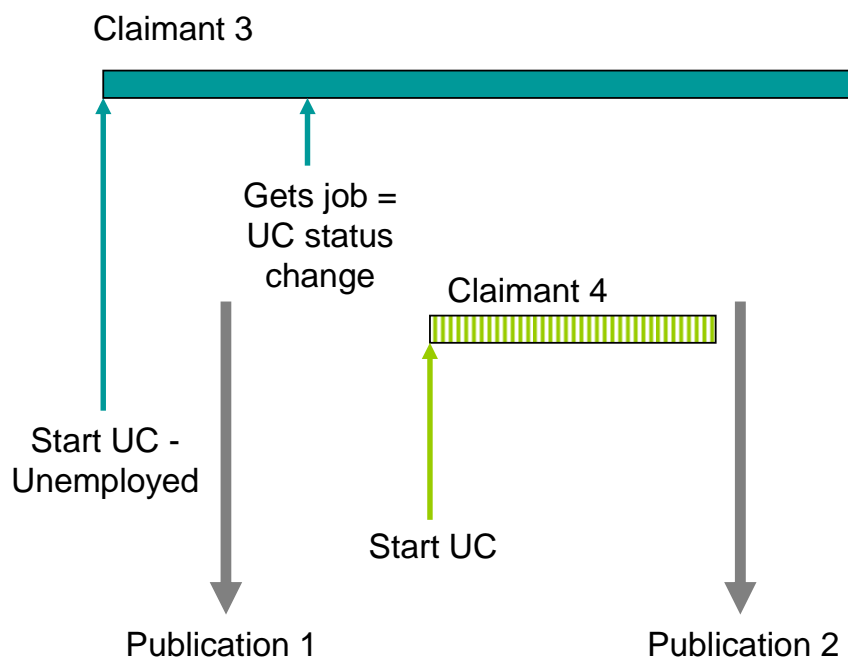 Claimant 3
Gets job =
UC status
change
Claimant 4
Start UC -
Unemployed
Start UC
Publication 1
Publication 2